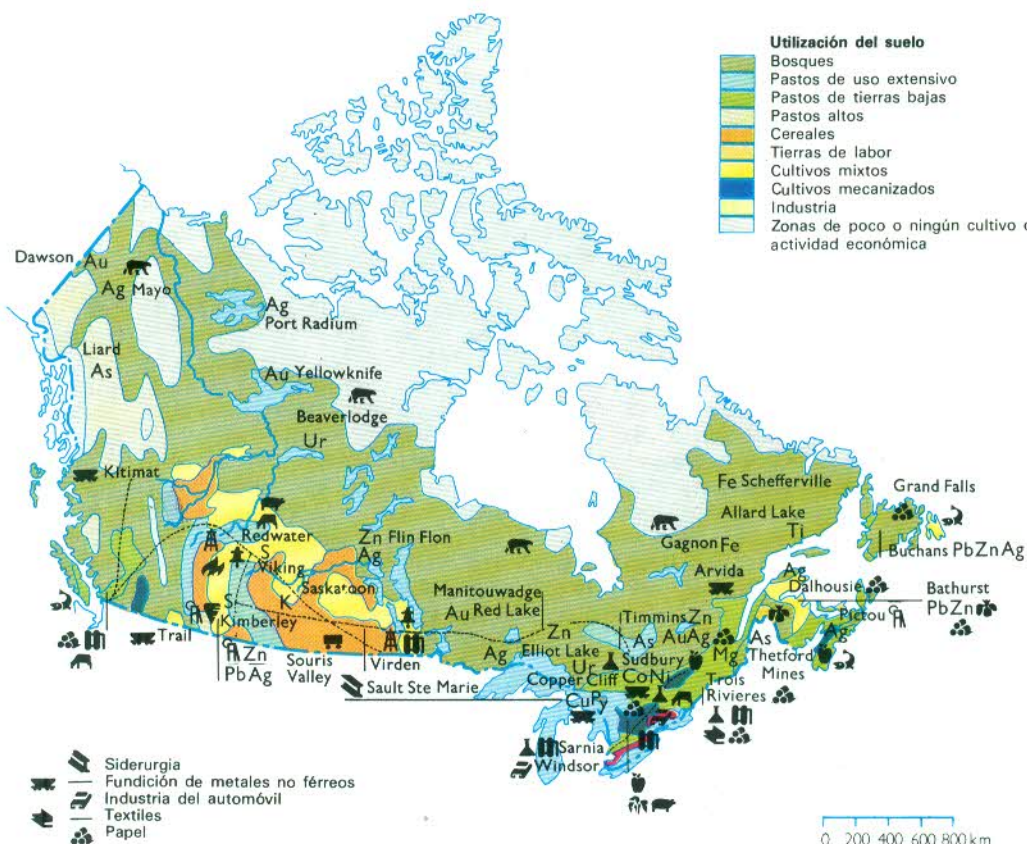 Utilización del suelo
Bosques
Pastos de uso extensivo
Pastos de tierras bajas
Pastos altos
Cereales
Tierras de labor
Cultivos mixtos
Cultivos mecanizados
Industria
Zonas de poco o ningún cultivo o
actividad económica
Dawson Au
Ag Mayo
Ag
Port Radium
Liard
As
Au Yellowknife
Beaverlodge
Ur
Kitimat
Fe Schefferville
Grand Falls
Allard Lake
Ti
Redwater
Zn Flin Flon
Ag
Gagnon Fe
Buchans Pb Zn Ag
S
Viking
Arvida
Ag
Dalhousie
Bathurst
Pb Zn
Saskatoon
Manitouwadge
S
K
Au Red Lake
Timmins Zn
Pictou
Kimberley
Zn
As
Au Ag
As
Ag
Trail
Zn
Pb Ag
Souris
Valley
Virden
Ag
Elliot Lake
Ur
Sudbury
Mg
Thetford
Mines
Sault Ste Marie
Copper Cliff
Co Ni
Trois
Rivieres
Cu Py
Sarnia
Windsor
Siderurgia
Fundición de metales no férreos
Industria del automóvil
Textiles
Papel
0 200 400 600 800 km